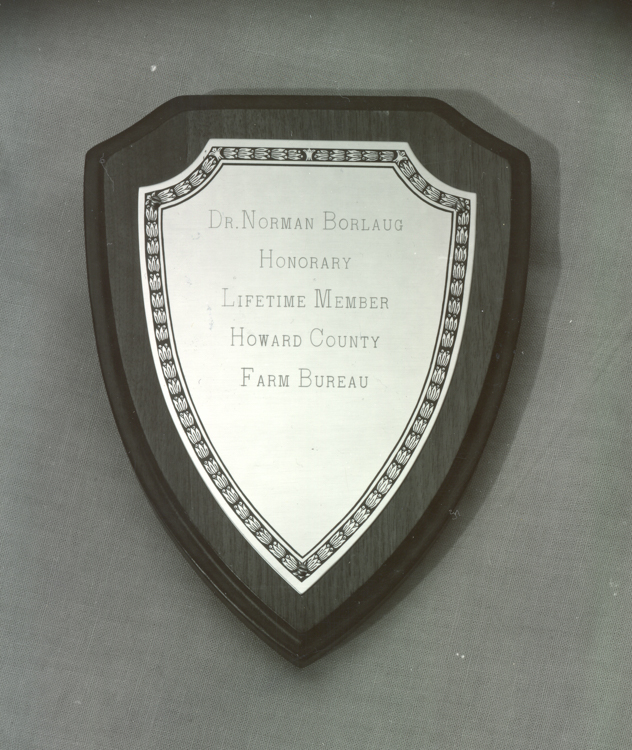 Dr. Norman Borlaug
Honorary
Lifetime Member
Howard County
Farm Bureau